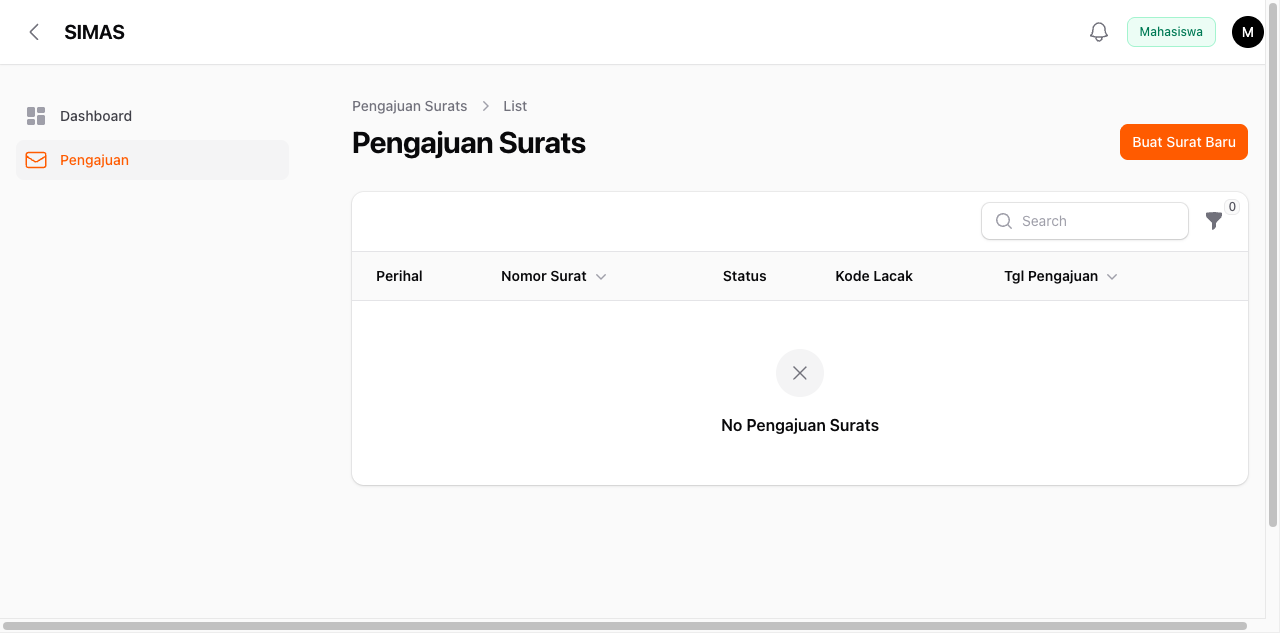 SIMAS
Mahasiswa
M
Dashboard
Pengajuan
Pengajuan Surats
List
Pengajuan Surats
Buat Surat Baru
Search
0
Perihal
Nomor Surat
Status
Kode Lacak
Tgl Pengajuan
No Pengajuan Surats